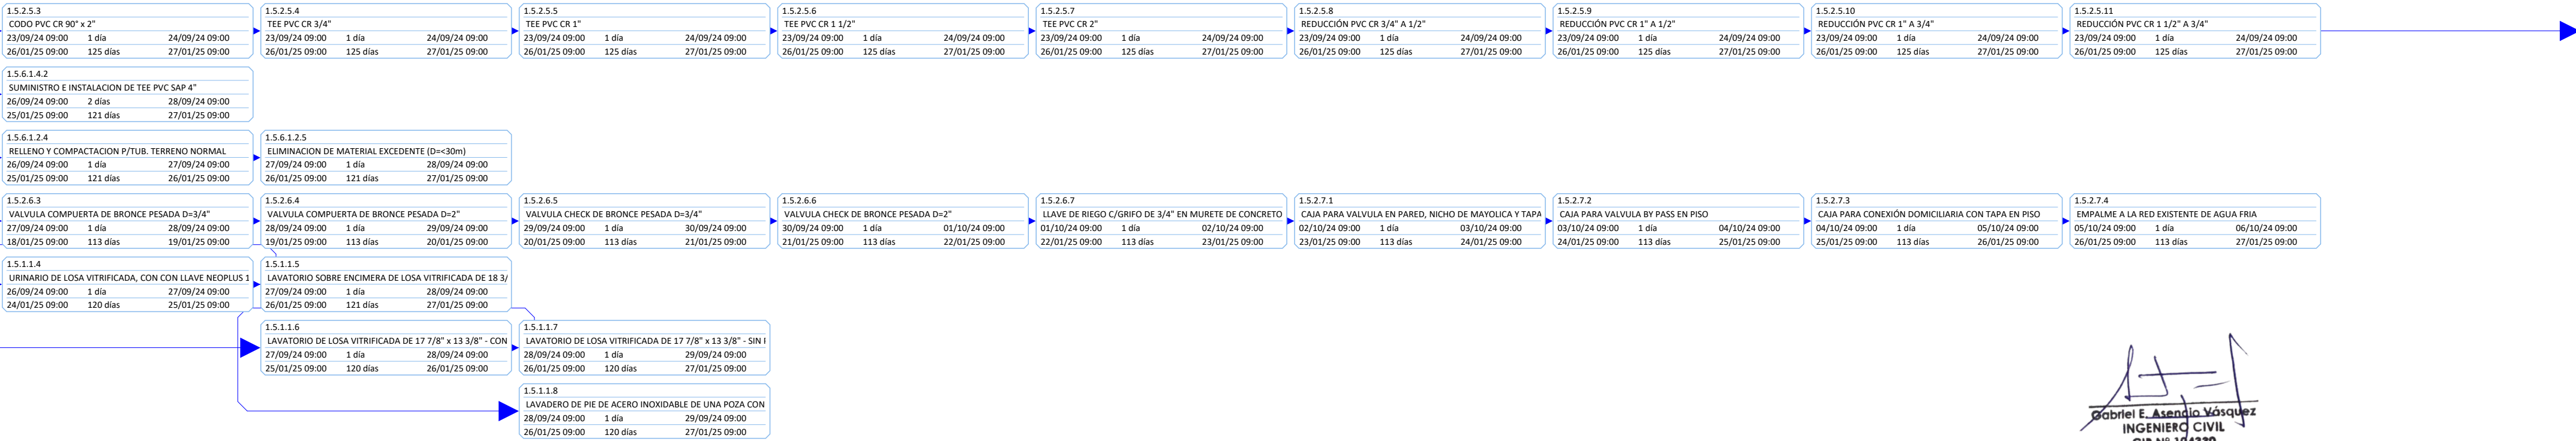 1.5.2.5.3
CODO PVC CR 90° x 2"
23/09/24 09:00 1 día 24/09/24 09:00
26/01/25 09:00 125 días 27/01/25 09:00
1.5.2.5.4
TEE PVC CR 3/4"
23/09/24 09:00 1 día 24/09/24 09:00
26/01/25 09:00 125 días 27/01/25 09:00
1.5.2.5.5
TEE PVC CR 1"
23/09/24 09:00 1 día 24/09/24 09:00
26/01/25 09:00 125 días 27/01/25 09:00
1.5.2.5.6
TEE PVC CR 1 1/2"
23/09/24 09:00 1 día 24/09/24 09:00
26/01/25 09:00 125 días 27/01/25 09:00
1.5.2.5.7
TEE PVC CR 2"
23/09/24 09:00 1 día 24/09/24 09:00
26/01/25 09:00 125 días 27/01/25 09:00
1.5.2.5.8
REDUCCIÓN PVC CR 3/4" A 1/2"
23/09/24 09:00 1 día 24/09/24 09:00
26/01/25 09:00 125 días 27/01/25 09:00
1.5.2.5.9
REDUCCIÓN PVC CR 1" A 1/2"
23/09/24 09:00 1 día 24/09/24 09:00
26/01/25 09:00 125 días 27/01/25 09:00
1.5.2.5.10
REDUCCIÓN PVC CR 1" A 3/4"
23/09/24 09:00 1 día 24/09/24 09:00
26/01/25 09:00 125 días 27/01/25 09:00
1.5.2.5.11
REDUCCIÓN PVC CR 1 1/2" A 3/4"
23/09/24 09:00 1 día 24/09/24 09:00
26/01/25 09:00 125 días 27/01/25 09:00
1.5.6.1.4.2
SUMINISTRO E INSTALACION DE TEE PVC SAP 4"
26/09/24 09:00 2 días 28/09/24 09:00
25/01/25 09:00 121 días 27/01/25 09:00
1.5.6.1.2.4
RELLENO Y COMPACTACION P/TUB. TERRENO NORMAL
26/09/24 09:00 1 día 27/09/24 09:00
25/01/25 09:00 121 días 26/01/25 09:00
1.5.6.1.2.5
ELIMINACION DE MATERIAL EXCEDENTE (D=<30m)
27/09/24 09:00 1 día 28/09/24 09:00
26/01/25 09:00 121 días 27/01/25 09:00
1.5.2.6.3
VALVULA COMPUERTA DE BRONCE PESADA D=3/4"
27/09/24 09:00 1 día 28/09/24 09:00
18/01/25 09:00 113 días 19/01/25 09:00
1.5.2.6.4
VALVULA COMPUERTA DE BRONCE PESADA D=2"
28/09/24 09:00 1 día 29/09/24 09:00
19/01/25 09:00 113 días 20/01/25 09:00
1.5.2.6.5
VALVULA CHECK DE BRONCE PESADA D=3/4"
29/09/24 09:00 1 día 30/09/24 09:00
20/01/25 09:00 113 días 21/01/25 09:00
1.5.2.6.6
VALVULA CHECK DE BRONCE PESADA D=2"
30/09/24 09:00 1 día 01/10/24 09:00
21/01/25 09:00 113 días 22/01/25 09:00
1.5.2.6.7
LLAVE DE RIEGO C/GRIFO DE 3/4" EN MURETE DE CONCRETO
01/10/24 09:00 1 día 02/10/24 09:00
22/01/25 09:00 113 días 23/01/25 09:00
1.5.2.7.1
CAJA PARA VALVULA EN PARED, NICHO DE MAYOLICA Y TAPA
02/10/24 09:00 1 día 03/10/24 09:00
23/01/25 09:00 113 días 24/01/25 09:00
1.5.2.7.2
CAJA PARA VALVULA BY PASS EN PISO
03/10/24 09:00 1 día 04/10/24 09:00
24/01/25 09:00 113 días 25/01/25 09:00
1.5.2.7.3
CAJA PARA CONEXIÓN DOMICILIARIA CON TAPA EN PISO
04/10/24 09:00 1 día 05/10/24 09:00
25/01/25 09:00 113 días 26/01/25 09:00
1.5.2.7.4
EMPALME A LA RED EXISTENTE DE AGUA FRIA
05/10/24 09:00 1 día 06/10/24 09:00
26/01/25 09:00 113 días 27/01/25 09:00
1.5.1.1.4
URINARIO DE LOSA VITRIFICADA, CON CON LLAVE NEOPLUS 1
26/09/24 09:00 1 día 27/09/24 09:00
24/01/25 09:00 120 días 25/01/25 09:00
1.5.1.1.5
LAVATORIO SOBRE ENCIMERA DE LOSA VITRIFICADA DE 18 3/
27/09/24 09:00 1 día 28/09/24 09:00
26/01/25 09:00 121 días 27/01/25 09:00
1.5.1.1.6
LAVATORIO DE LOSA VITRIFICADA DE 17 7/8" x 13 3/8" - CON
27/09/24 09:00 1 día 28/09/24 09:00
25/01/25 09:00 120 días 26/01/25 09:00
1.5.1.1.7
LAVATORIO DE LOSA VITRIFICADA DE 17 7/8" x 13 3/8" - SIN
28/09/24 09:00 1 día 29/09/24 09:00
26/01/25 09:00 120 días 27/01/25 09:00
1.5.1.1.8
LAVADERO DE PIE DE ACERO INOXIDABLE DE UNA POZA CON
28/09/24 09:00 1 día 29/09/24 09:00
26/01/25 09:00 120 días 27/01/25 09:00
Gabriel E. Asencio Vásquez
INGENIERO CIVIL
CIP Nº 104330